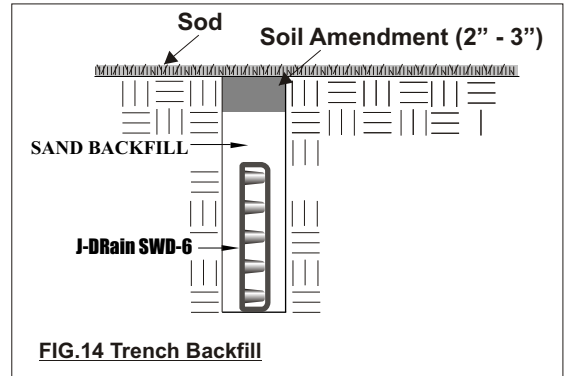 Sod
Soil Amendment (2” - 3”)
SAND BACKFILL
J-DRain SWD-6
FIG.14 Trench Backfill